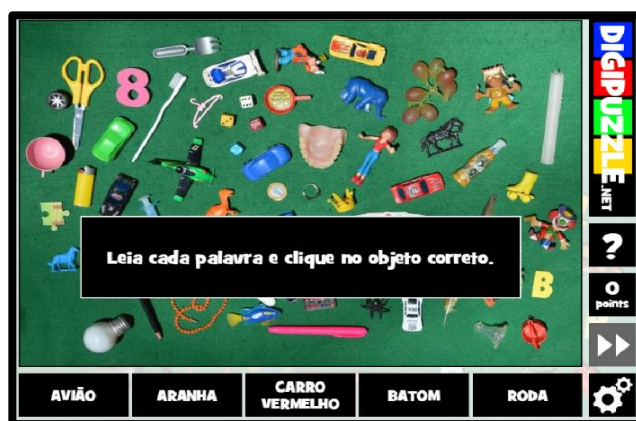 DIGIPUZZLE.NET
8
Leia cada palavra e clique no objeto correto.
B
?
0
points
AVIÃO
ARANHA
CARRO
VERMELHO
BATOM
RODA